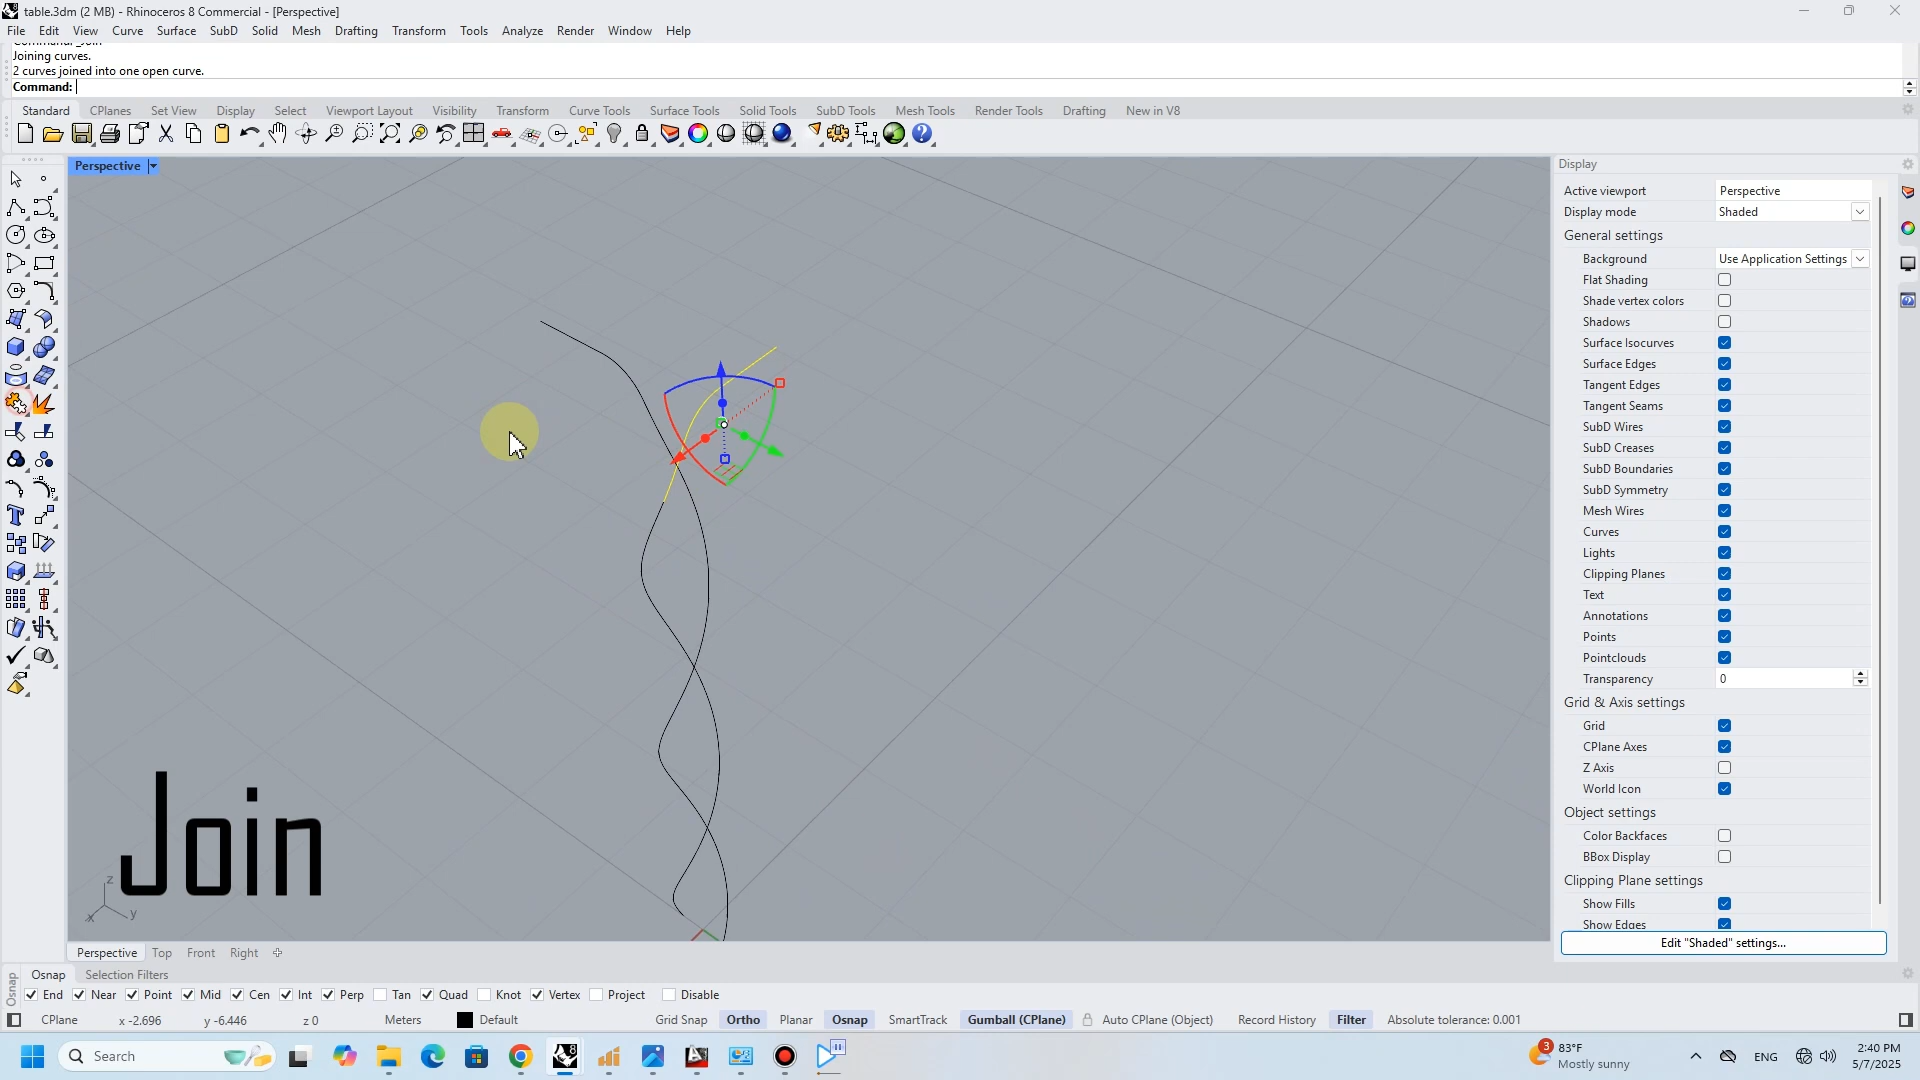 table.3dm (2 MB) - Rhinoceros 8 Commercial - [Perspective]
File Edit View Curve Surface SubD Solid Mesh Drafting Transform Tools Analyze Render Window Help
Joining curves.
2 curves joined into one open curve.
Command:
Standard CPlanes Set View Display Select Viewport Layout Visibility Transform Curve Tools Surface Tools Solid Tools SubD Tools Mesh Tools Render Tools Drafting New in V8
Perspective
Display
Active viewport Perspective
Display mode Shaded
General settings
Background Use Application Settings
Flat Shading
Shade vertex colors
Shadows
Surface Isocurves
Surface Edges
Tangent Edges
Tangent Seams
SubD Wires
SubD Creases
SubD Boundaries
SubD Symmetry
Mesh Wires
Curves
Lights
Clipping Planes
Text
Annotations
Points
Pointclouds
Transparency 0
Grid & Axis settings
Grid
CPlane Axes
Z Axis
World Icon
Object settings
Color Backfaces
BBox Display
Clipping Plane settings
Show Fills
Show Edges
Edit "Shaded" settings...
Join
z
x y
Perspective Top Front Right
Osnap Selection Filters
Osnap
End Near Point Mid Cen Int Perp Tan Quad Knot Vertex Project Disable
CPlane x -2.696 y -6.446 z 0 Meters Default Grid Snap Ortho Planar Osnap SmartTrack Gumball (CPlane) Auto CPlane (Object) Record History Filter Absolute tolerance: 0.001
Search
3
83°F
Mostly sunny
ENG
2:40 PM
5/7/2025